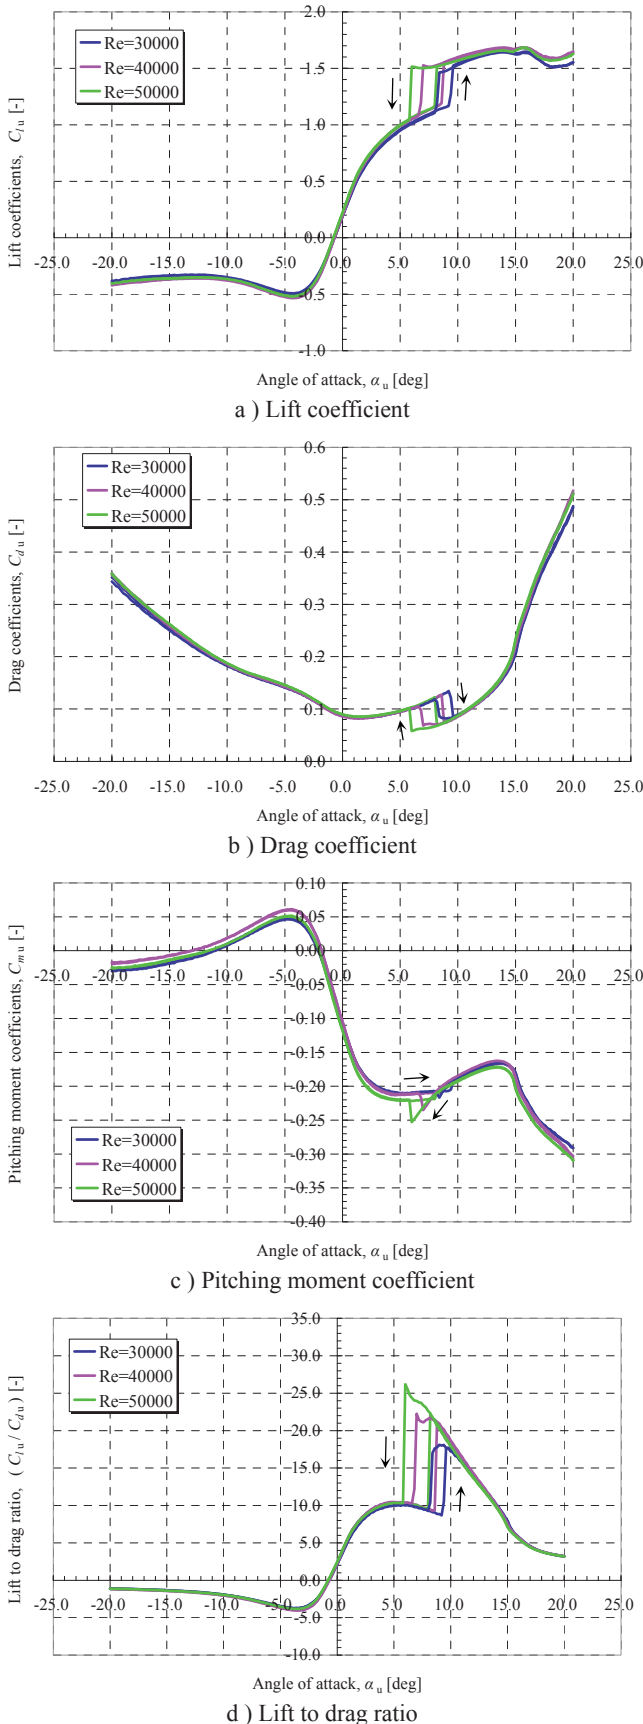 2.0
1.5
1.0
0.5
0.0
-0.5
-1.0
-25.0 -20.0 -15.0 -10.0 -5.0 0.0 5.0 10.0 15.0 20.0 25.0
Re=30000
Re=40000
Re=50000
Lift coefficients, C l u [-]
Angle of attack, α u [deg]
a ) Lift coefficient
0.6
0.5
0.4
0.3
0.2
0.1
0.0
-25.0 -20.0 -15.0 -10.0 -5.0 0.0 5.0 10.0 15.0 20.0 25.0
Re=30000
Re=40000
Re=50000
Drag coefficients, C d u [-]
Angle of attack, α u [deg]
b ) Drag coefficient
0.10
0.05
0.00
-0.05
-0.10
-0.15
-0.20
-0.25
-0.30
-0.35
-0.40
-25.0 -20.0 -15.0 -10.0 -5.0 0.0 5.0 10.0 15.0 20.0 25.0
Re=30000
Re=40000
Re=50000
Pitching moment coefficients, C m u [-]
Angle of attack, α u [deg]
c ) Pitching moment coefficient
35.0
30.0
25.0
20.0
15.0
10.0
5.0
0.0
-5.0
-10.0
-25.0 -20.0 -15.0 -10.0 -5.0 0.0 5.0 10.0 15.0 20.0 25.0
Re=30000
Re=40000
Re=50000
Lift to drag ratio, ( C l u / C d u ) [-]
Angle of attack, α u [deg]
d ) Lift to drag ratio